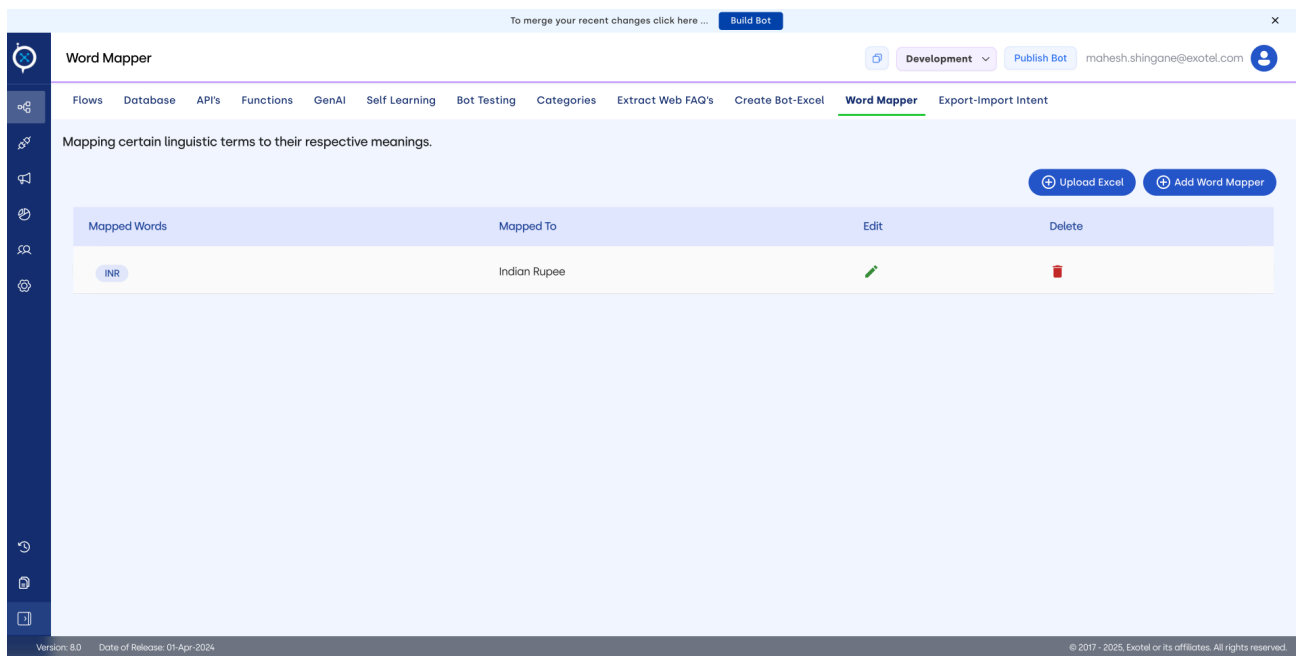 To merge your recent changes click here ... Build Bot
Word Mapper
Development
Publish Bot
mahesh.shingane@exotel.com
Flows Database API's Functions GenAI Self Learning Bot Testing Categories Extract Web FAQ's Create Bot-Excel Word Mapper Export-Import Intent
Mapping certain linguistic terms to their respective meanings.
Upload Excel Add Word Mapper
Mapped Words Mapped To Edit Delete
INR Indian Rupee
Version: 8.0 Date of Release: 01-Apr-2024 © 2017 - 2025, Exotel or its affiliates. All rights reserved.